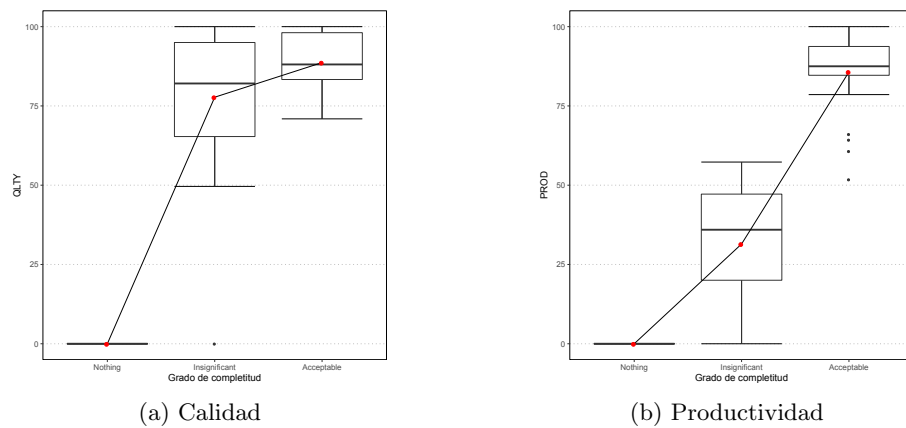 100
75
50
25
0
QLTY
Nothing
Insignificant
Acceptable
Grado de completitud
(a) Calidad
100
75
50
25
0
PROD
Nothing
Insignificant
Acceptable
Grado de completitud
(b) Productividad